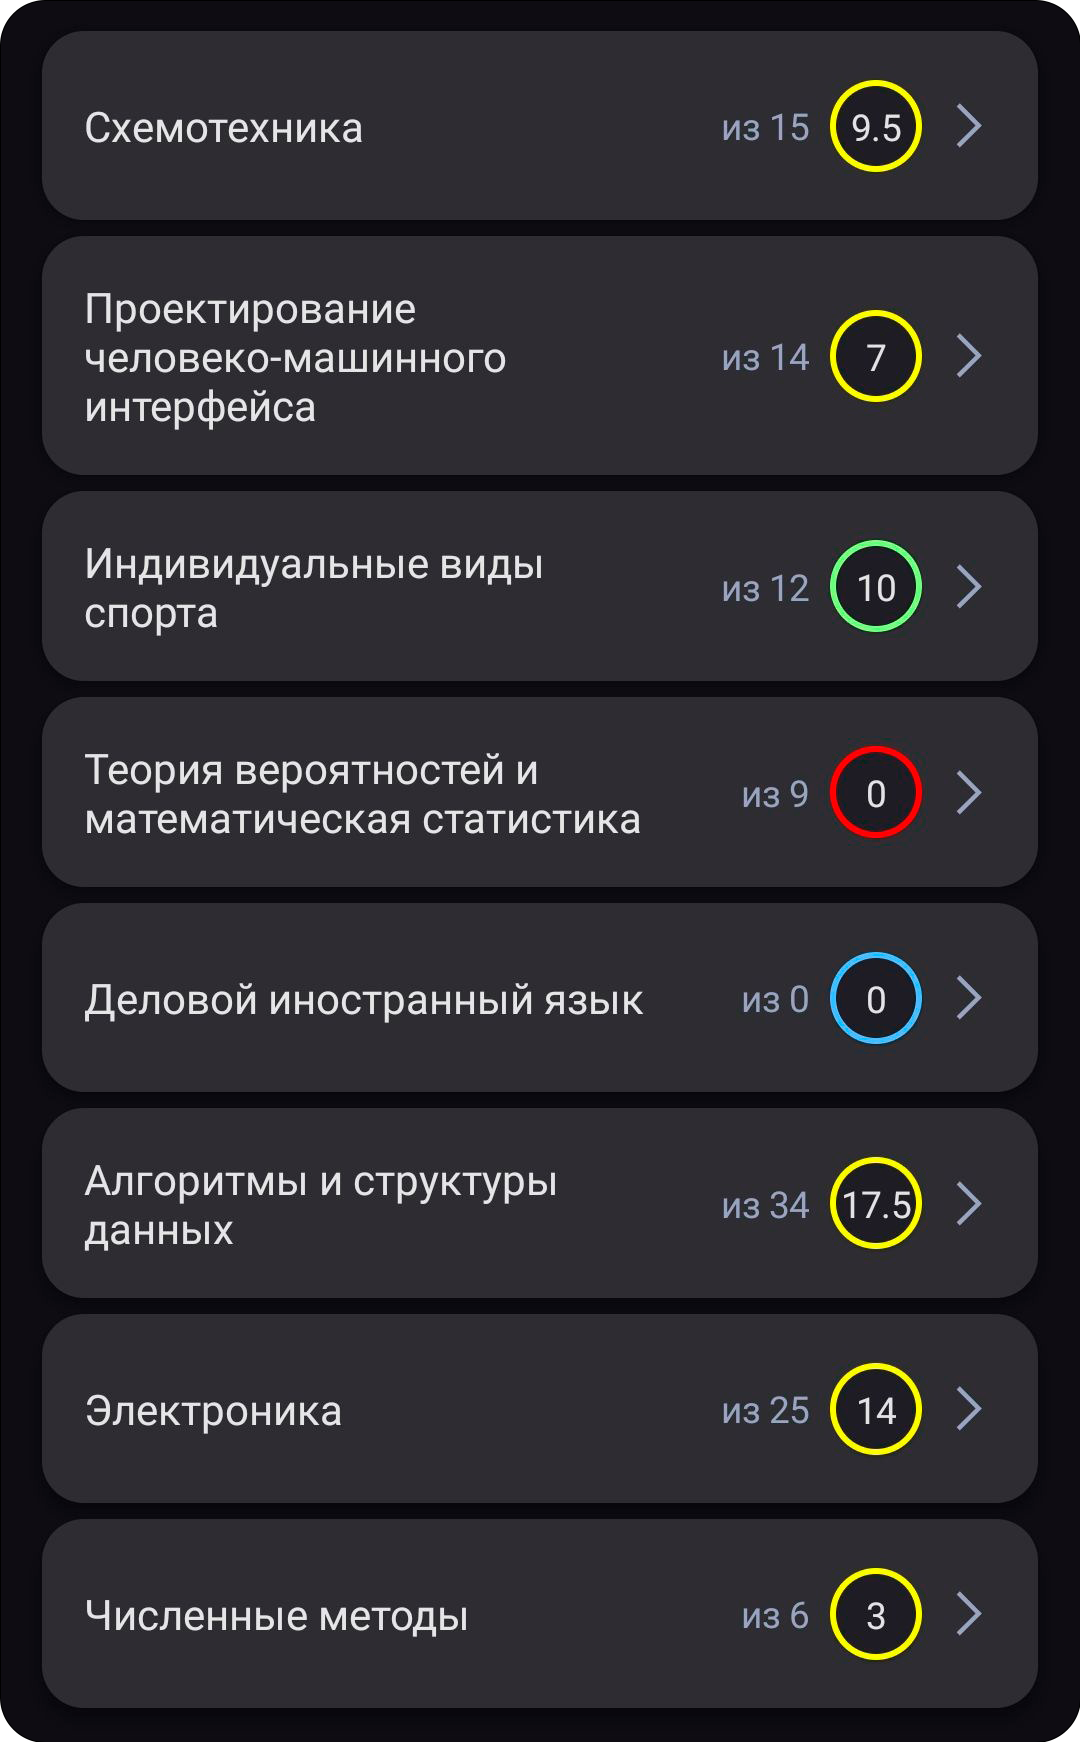 Схемотехника из 15 9.5
Проектирование
человеко-машинного
интерфейса
из 14 7
Индивидуальные виды
спорта
из 12 10
Теория вероятностей и
математическая статистика
из 9 0
Деловой иностранный язык из 0 0
Алгоритмы и структуры
данных
из 34 17.5
Электроника из 25 14
Численные методы из 6 3